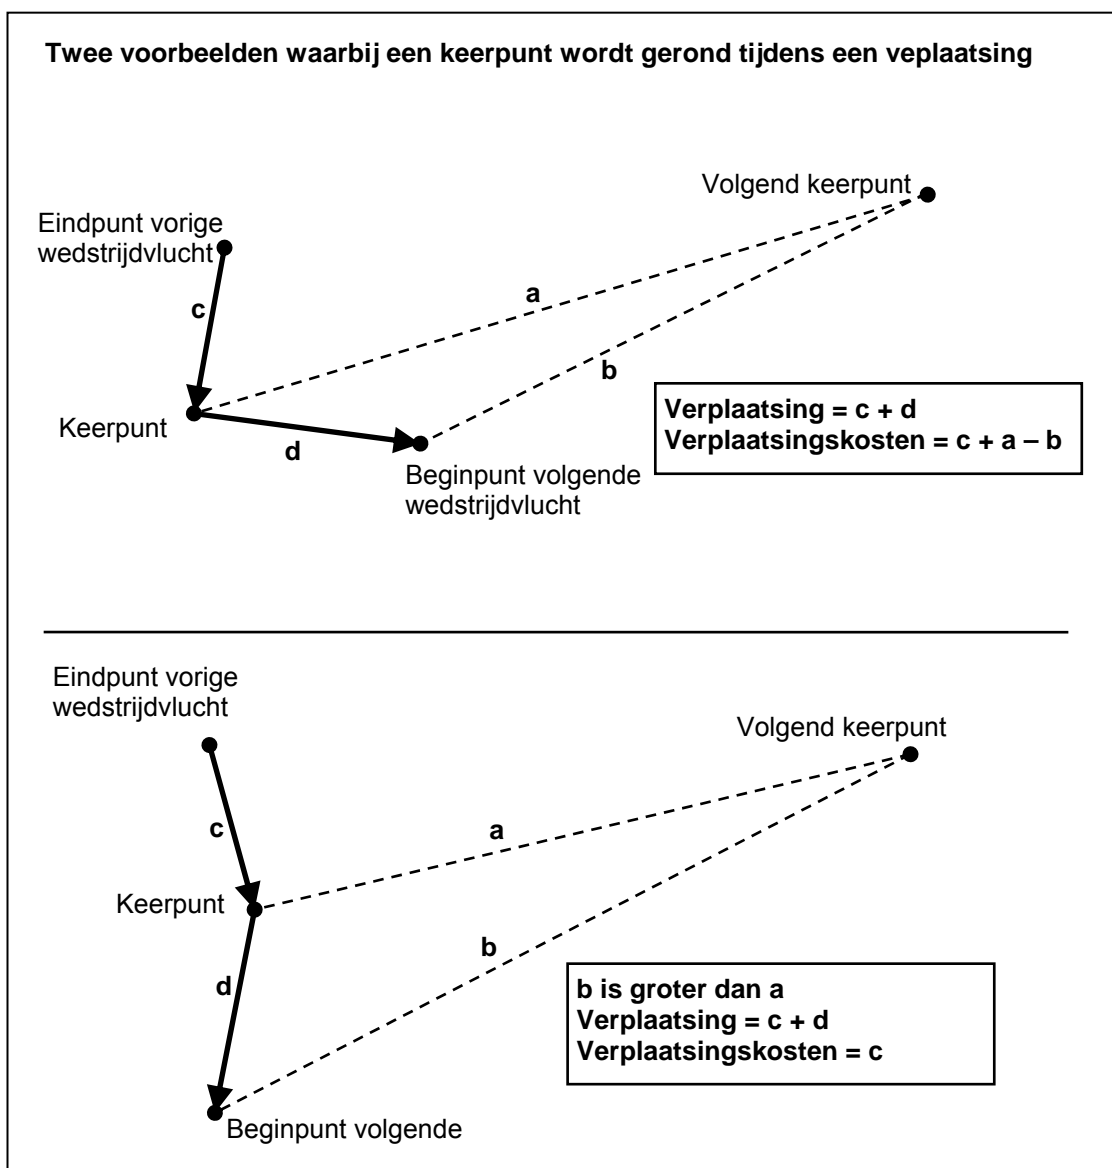 Twee voorbeelden waarbij een keerpunt wordt gerond tijdens een veplaatsing
Volgend keerpunt
Eindpunt vorige
wedstrijdvlucht
a
c
b
Keerpunt
d
Verplaatsing = c + d
Verplaatsingskosten = c + a – b
Beginpunt volgende
wedstrijdvlucht
Eindpunt vorige
wedstrijdvlucht
Volgend keerpunt
c
a
Keerpunt
b
d
b is groter dan a
Verplaatsing = c + d
Verplaatsingskosten = c
Beginpunt volgende